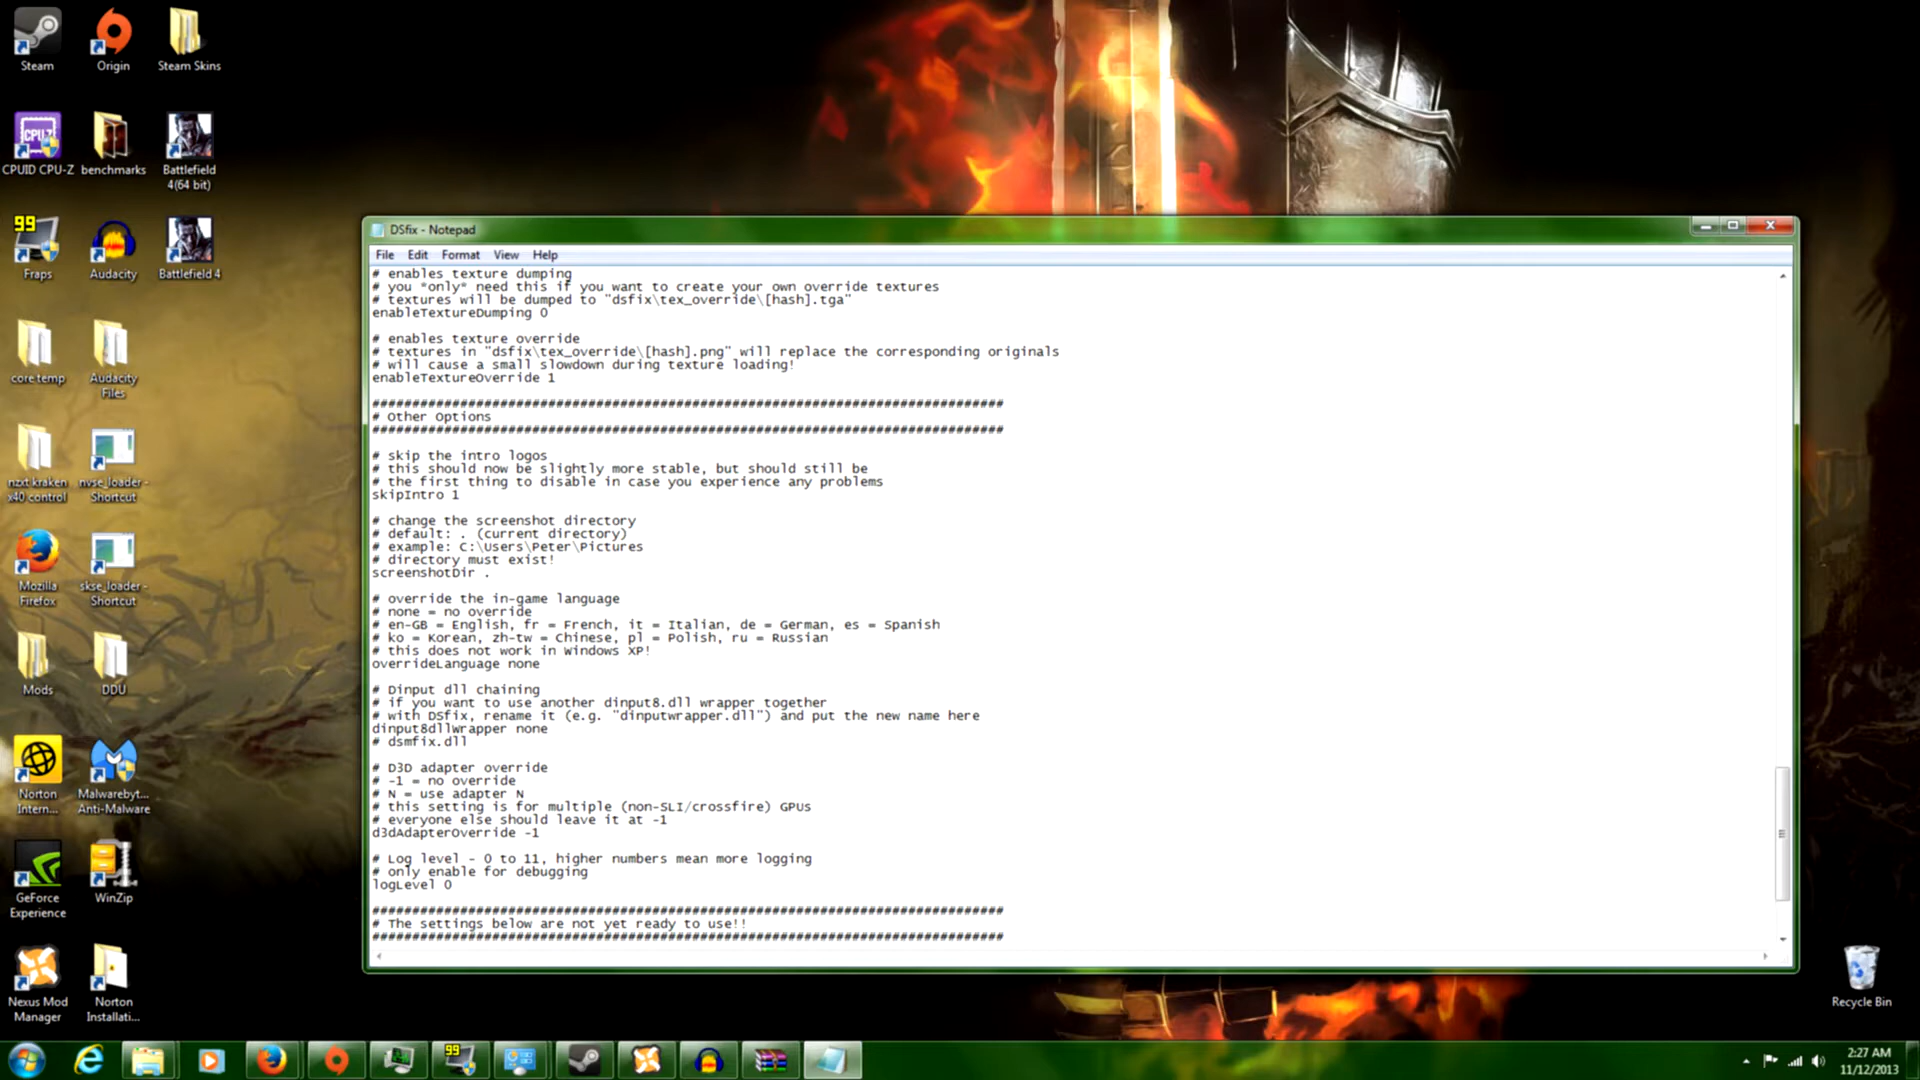 Steam
Origin
Steam Skins
CPUID CPU-Z
benchmarks
Battlefield
4(64 bit)
99
Fraps
Audacity
Battlefield 4
core temp
Audacity
Files
nzxt kraken
x40 control
nvse_loader -
Shortcut
Mozilla
Firefox
skse_loader -
Shortcut
Mods
DDU
Norton
Intern...
Malwarebyt...
Anti-Malware
GeForce
Experience
WinZip
Nexus Mod
Manager
Norton
Installati...
DSfix - Notepad
File Edit Format View Help
# enables texture dumping
# you *only* need this if you want to create your own override textures
# textures will be dumped to "dsfix\tex_override\[hash].tga"
enableTextureDumping 0
# enables texture override
# textures in "dsfix\tex_override\[hash].png" will replace the corresponding originals
# will cause a small slowdown during texture loading!
enableTextureOverride 1
###############################################################################
# Other Options
###############################################################################
# skip the intro logos
# this should now be slightly more stable, but should still be
# the first thing to disable in case you experience any problems
skipIntro 1
# change the screenshot directory
# default: . (current directory)
# example: C:\Users\Peter\Pictures
# directory must exist!
screenshotDir .
# override the in-game language
# none = no override
# en-GB = English, fr = French, it = Italian, de = German, es = Spanish
# ko = Korean, zh-tw = Chinese, pl = Polish, ru = Russian
# this does not work in Windows XP!
overrideLanguage none
# Dinput dll chaining
# if you want to use another dinput8.dll wrapper together
# with DSfix, rename it (e.g. "dinputwrapper.dll") and put the new name here
dinput8dllWrapper none
# dsmfix.dll
# D3D adapter override
# -1 = no override
# N = use adapter N
# this setting is for multiple (non-SLI/crossfire) GPUs
# everyone else should leave it at -1
d3dAdapterOverride -1
# Log level - 0 to 11, higher numbers mean more logging
# only enable for debugging
logLevel 0
###############################################################################
# The settings below are not yet ready to use!!
###############################################################################
Recycle Bin
99
2:27 AM
11/12/2013